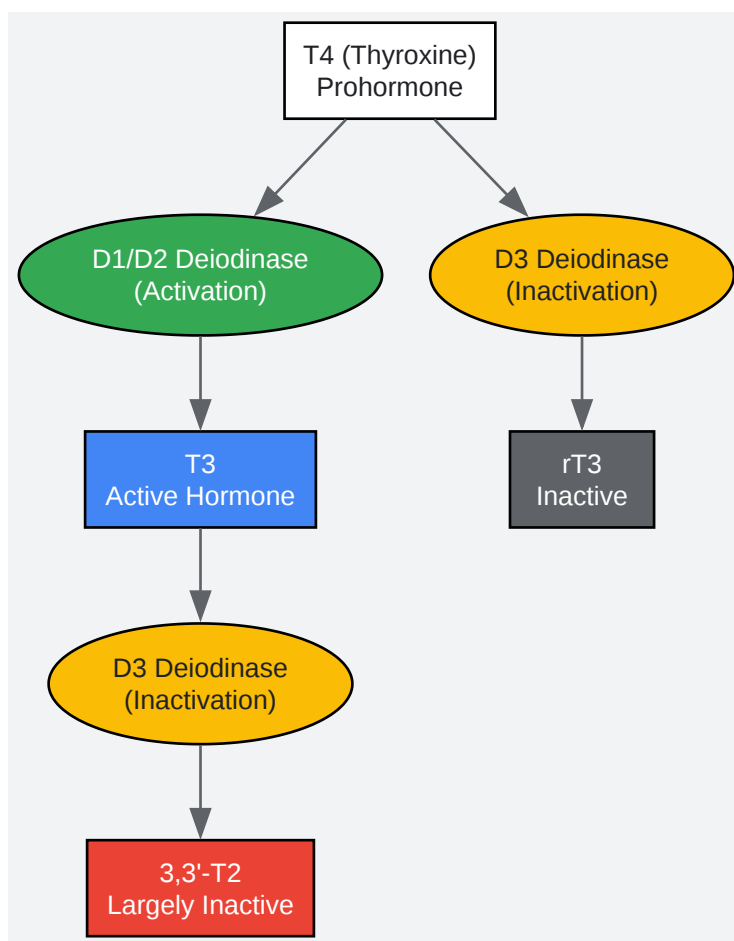 T4 (Thyroxine)
Prohormone
D1/D2 Deiodinase
(Activation)
D3 Deiodinase
(Inactivation)
T3
Active Hormone
rT3
Inactive
D3 Deiodinase
(Inactivation)
3,3'-T2
Largely Inactive